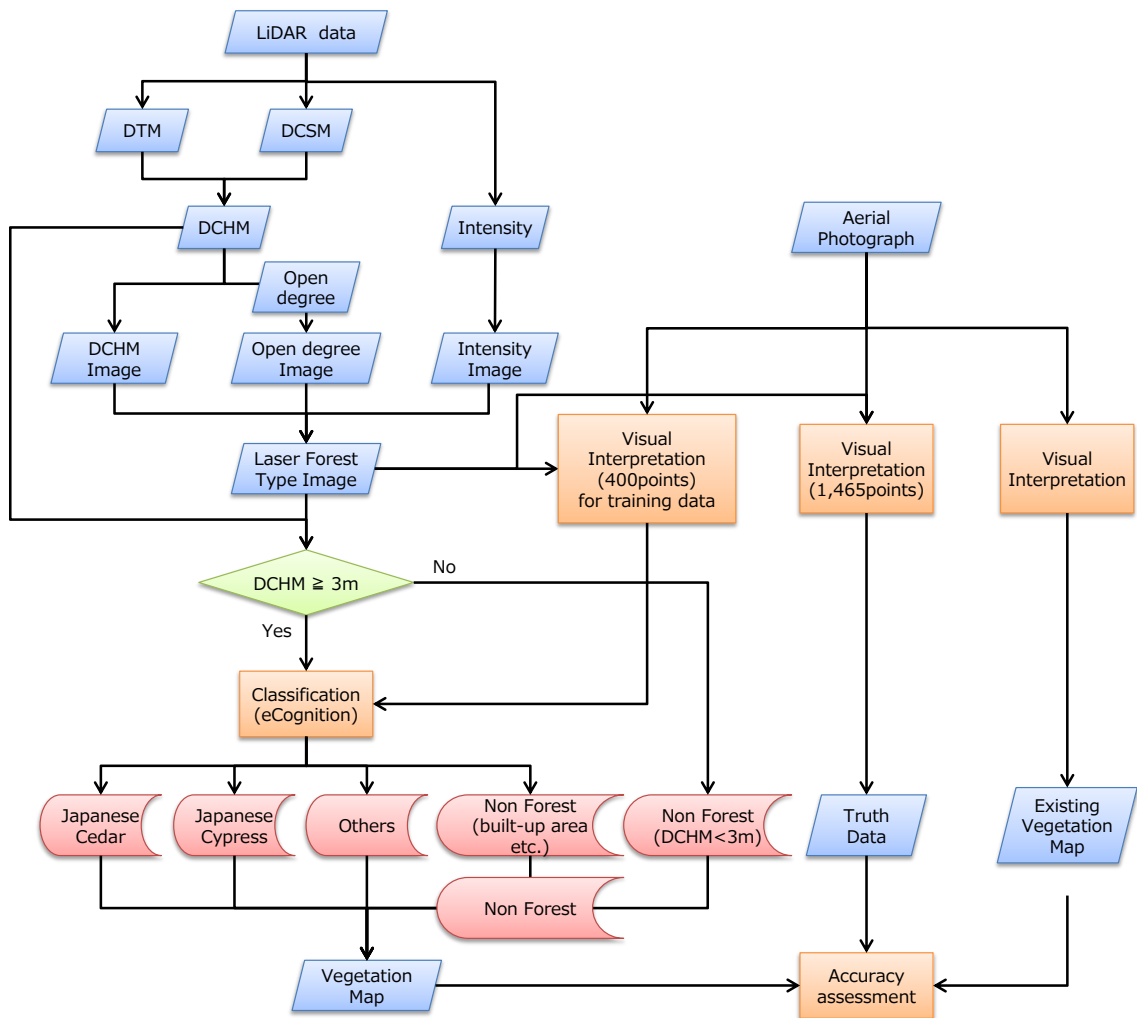 LiDAR data
DTM
DCSM
DCHM
Intensity
Aerial
Photograph
Open
degree
DCHM
Image
Open degree
Image
Intensity
Image
Laser Forest
Type Image
Visual
Interpretation
(400points)
for training data
Visual
Interpretation
(1,465points)
Visual
Interpretation
DCHM ≧ 3m
No
Yes
Classification
(eCognition)
Japanese
Cedar
Japanese
Cypress
Others
Non Forest
(built-up area
etc.)
Non Forest
(DCHM<3m)
Truth
Data
Existing
Vegetation
Map
Non Forest
Vegetation
Map
Accuracy
assessment